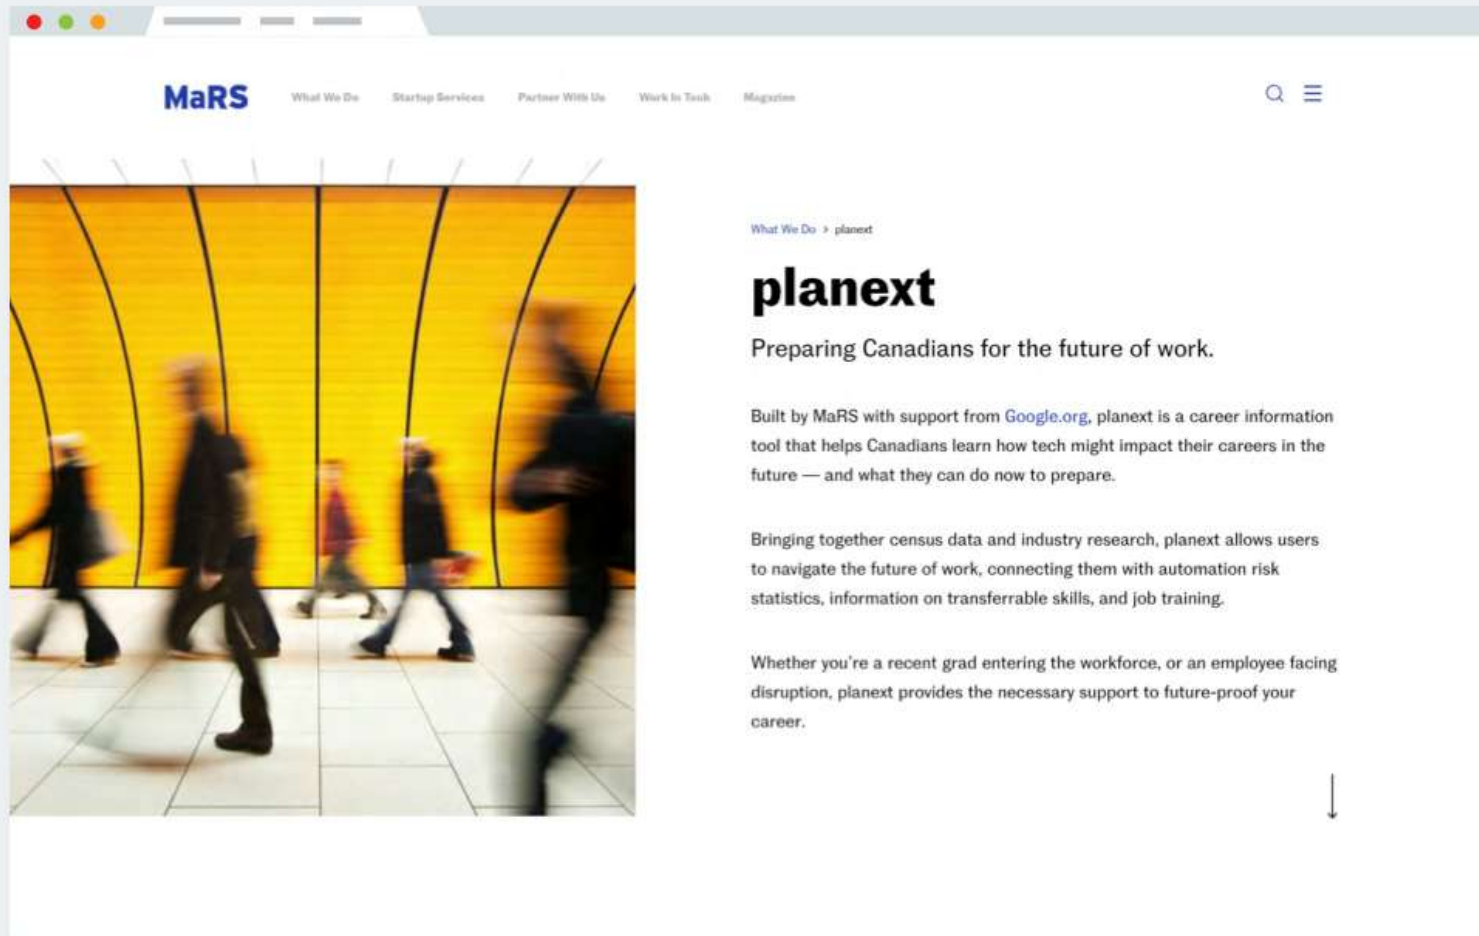 MaRS
What We Do
Startup Services
Partner With Us
Work In Tech
Magazine
What We Do > planext
planext
Preparing Canadians for the future of work.
Built by MaRS with support from Google.org, planext is a career information
tool that helps Canadians learn how tech might impact their careers in the
future — and what they can do now to prepare.
Bringing together census data and industry research, planext allows users
to navigate the future of work, connecting them with automation risk
statistics, information on transferrable skills, and job training.
Whether you're a recent grad entering the workforce, or an employee facing
disruption, planext provides the necessary support to future-proof your
career.